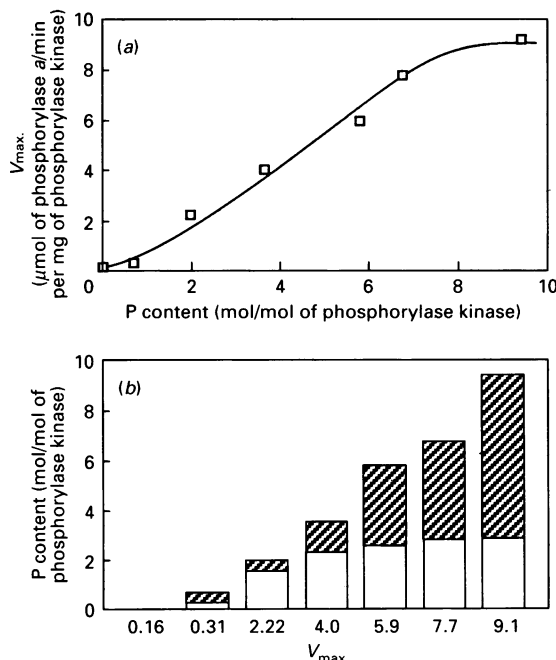 (a)
V max.
(μmol of phosphorylase a/min
per mg of phosphorylase kinase)
10
8
6
4
2
0
0 2 4 6 8 10
P content (mol/mol of phosphorylase kinase)
(b)
P content (mol/mol of
phosphorylase kinase)
10
8
6
4
2
0
0.16 0.31 2.22 4.0 5.9 7.7 9.1
V max.